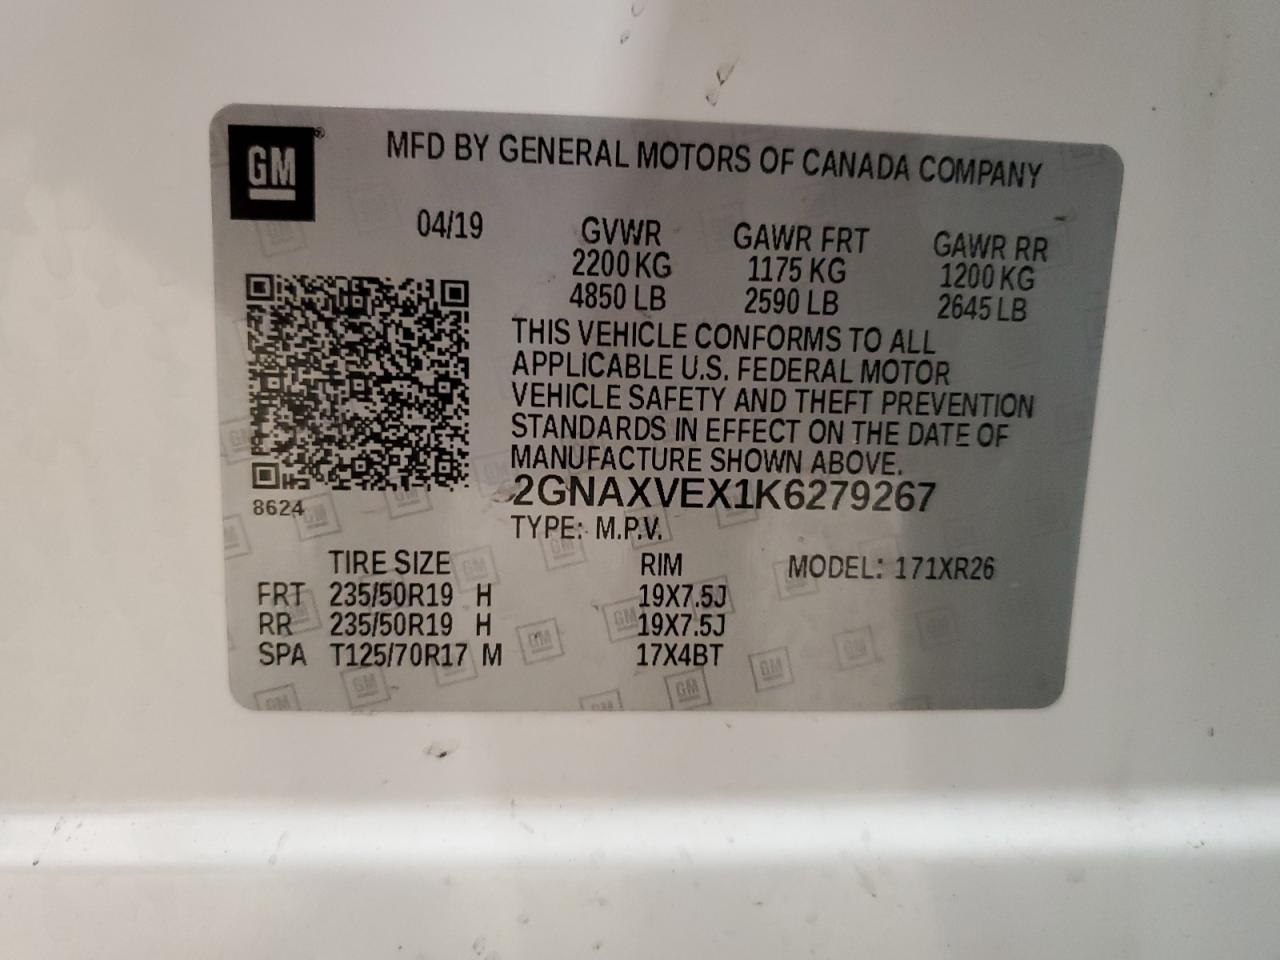 GM®
MFD BY GENERAL MOTORS OF CANADA COMPANY
04/19 GVWR GAWR FRT GAWR RR
2200 KG 1175 KG 1200 KG
4850 LB 2590 LB 2645 LB
THIS VEHICLE CONFORMS TO ALL
APPLICABLE U.S. FEDERAL MOTOR
VEHICLE SAFETY AND THEFT PREVENTION
STANDARDS IN EFFECT ON THE DATE OF
MANUFACTURE SHOWN ABOVE.
2GNAXVEX1K6279267
8624
TYPE: M.P.V.
TIRE SIZE RIM MODEL: 171XR26
FRT 235/50R19 H 19X7.5J
RR 235/50R19 H 19X7.5J
SPA T125/70R17 M 17X4BT